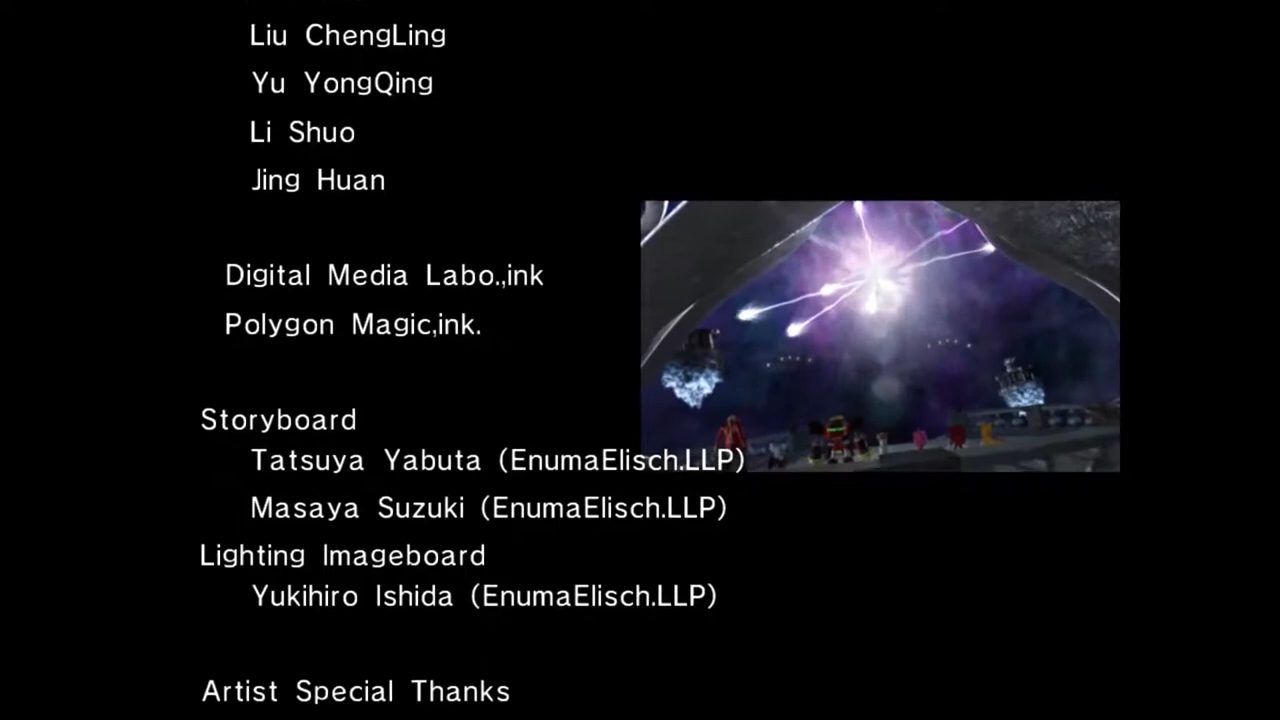 Liu ChengLing
Yu YongQing
Li Shuo
Jing Huan
Digital Media Labo.,ink
Polygon Magic,ink.
Storyboard
Tatsuya Yabuta (EnumaElisch.LLP)
Masaya Suzuki (EnumaElisch.LLP)
Lighting Imageboard
Yukihiro Ishida (EnumaElisch.LLP)
Artist Special Thanks